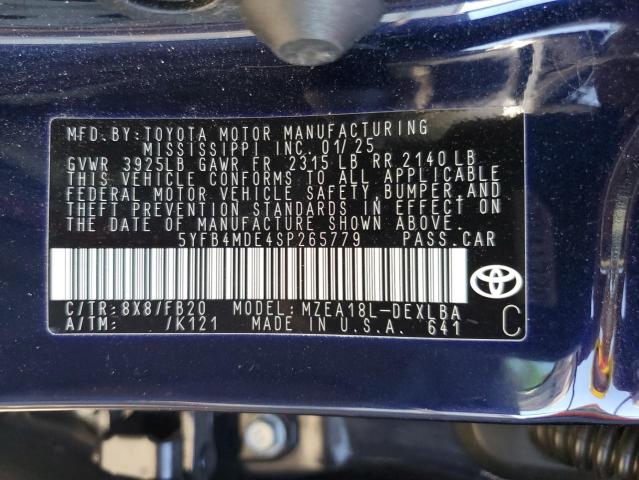 MFD.BY: TOYOTA MOTOR MANUFACTURING
MISSISSIPPI INC. 01/25
GVWR 3925LB GAWR FR 2315 LB RR 2140 LB
THIS VEHICLE CONFORMS TO ALL APPLICABLE
FEDERAL MOTOR VEHICLE SAFETY, BUMPER, AND
THEFT PREVENTION STANDARDS IN EFFECT ON
THE DATE OF MANUFACTURE SHOWN ABOVE.
5YFB4MDE4SP265779 PASS.CAR
C/TR: 8X8/FB20 MODEL: MZEA18L-DEXLBA
A/TM: /K121 MADE IN U.S.A. 641 C